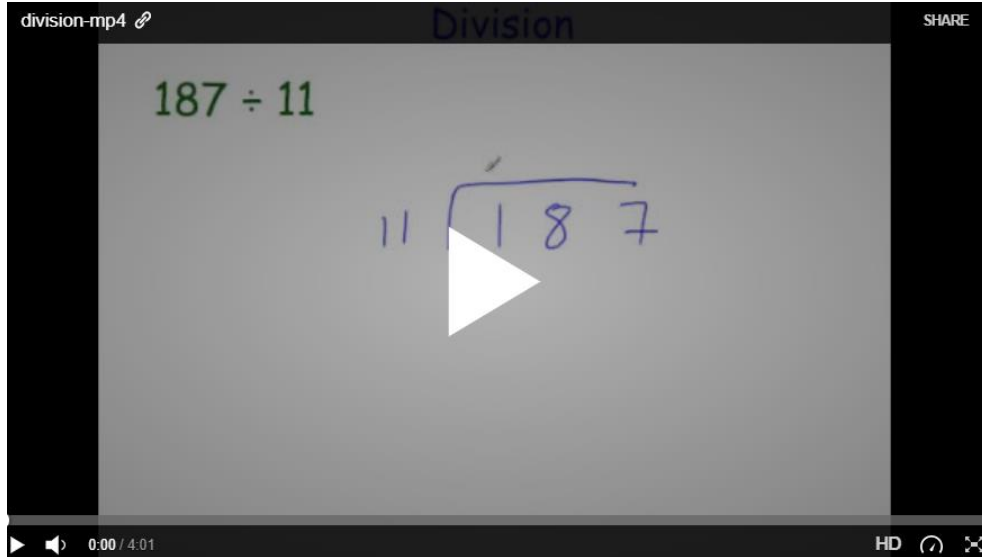 division-mp4
SHARE
Division
187 ÷ 11
11 187
0:00 / 4:01
HD